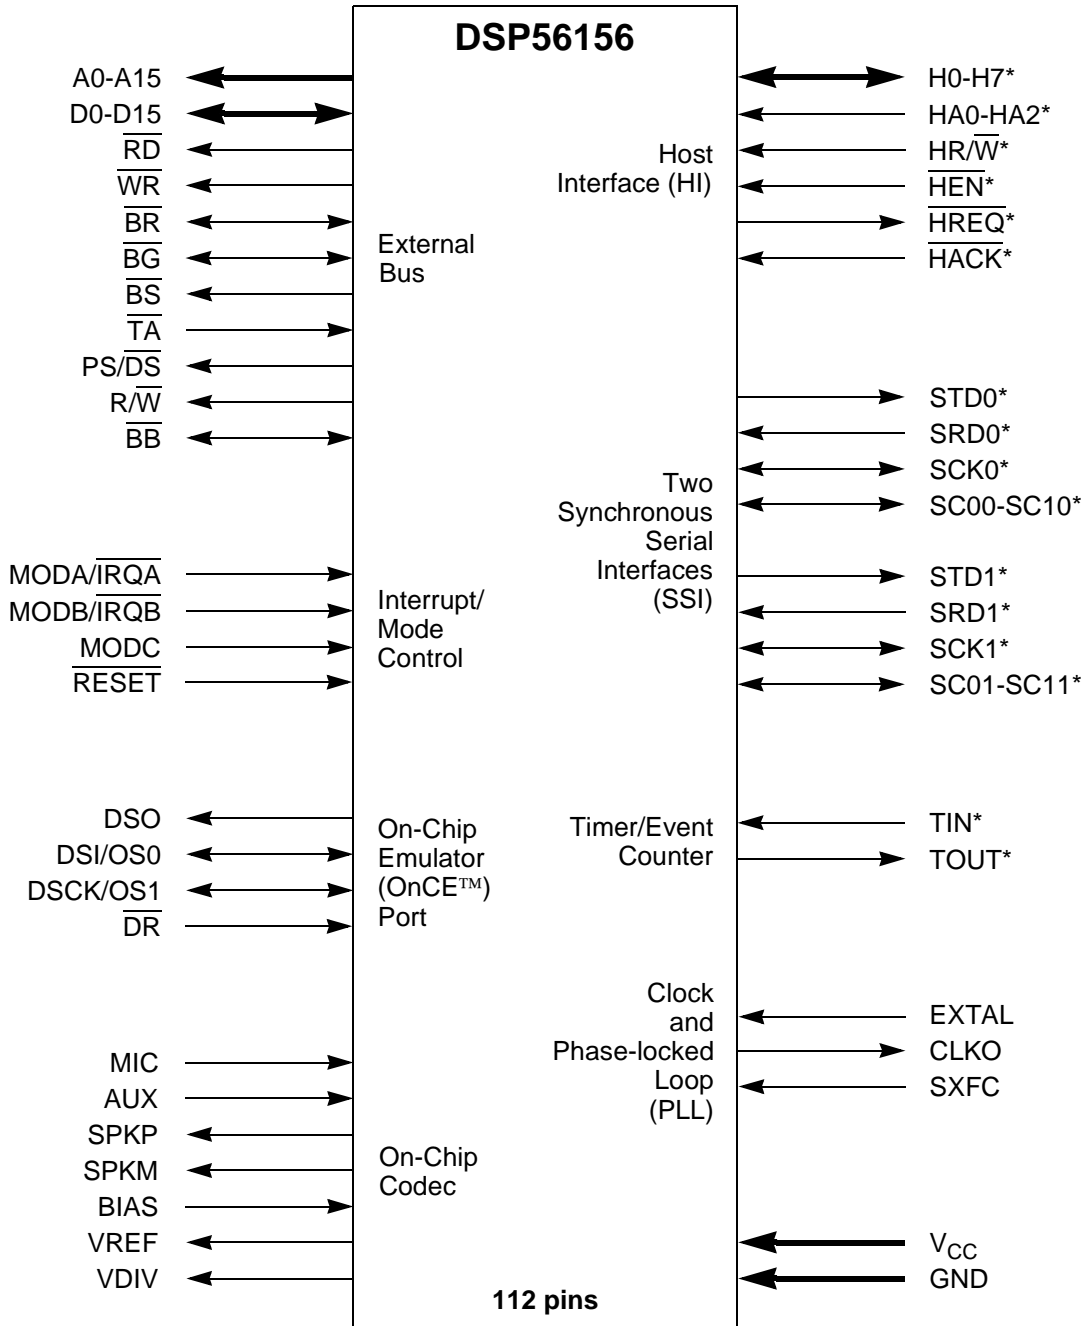 DSP56156
A0-A15
D0-D15
RD
WR
BR
BG
BS
TA
PS/DS
R/W
BB
External
Bus
MODA/IRQA
MODB/IRQB
MODC
RESET
Interrupt/
Mode
Control
DSO
DSI/OS0
DSCK/OS1
DR
On-Chip
Emulator
(OnCE™)
Port
MIC
AUX
SPKP
SPKM
BIAS
VREF
VDIV
On-Chip
Codec
Host
Interface (HI)
H0-H7*
HA0-HA2*
HR/W*
HEN*
HREQ*
HACK*
Two
Synchronous
Serial
Interfaces
(SSI)
STD0*
SRD0*
SCK0*
SC00-SC10*
STD1*
SRD1*
SCK1*
SC01-SC11*
Timer/Event
Counter
TIN*
TOUT*
Clock
and
Phase-locked
Loop
(PLL)
EXTAL
CLKO
SXFC
VCC
GND
112 pins